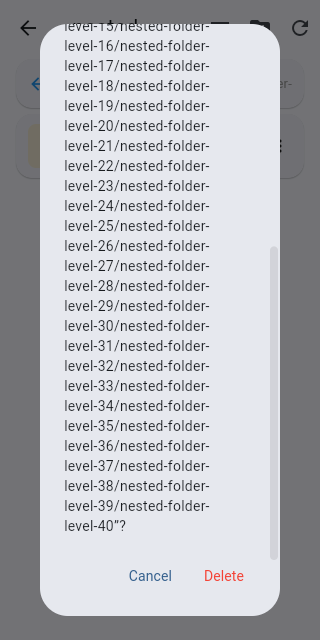 level-15/nested-folder-
level-16/nested-folder-
level-17/nested-folder-
level-18/nested-folder-
level-19/nested-folder-
level-20/nested-folder-
level-21/nested-folder-
level-22/nested-folder-
level-23/nested-folder-
level-24/nested-folder-
level-25/nested-folder-
level-26/nested-folder-
level-27/nested-folder-
level-28/nested-folder-
level-29/nested-folder-
level-30/nested-folder-
level-31/nested-folder-
level-32/nested-folder-
level-33/nested-folder-
level-34/nested-folder-
level-35/nested-folder-
level-36/nested-folder-
level-37/nested-folder-
level-38/nested-folder-
level-39/nested-folder-
level-40"?
er-
Cancel Delete